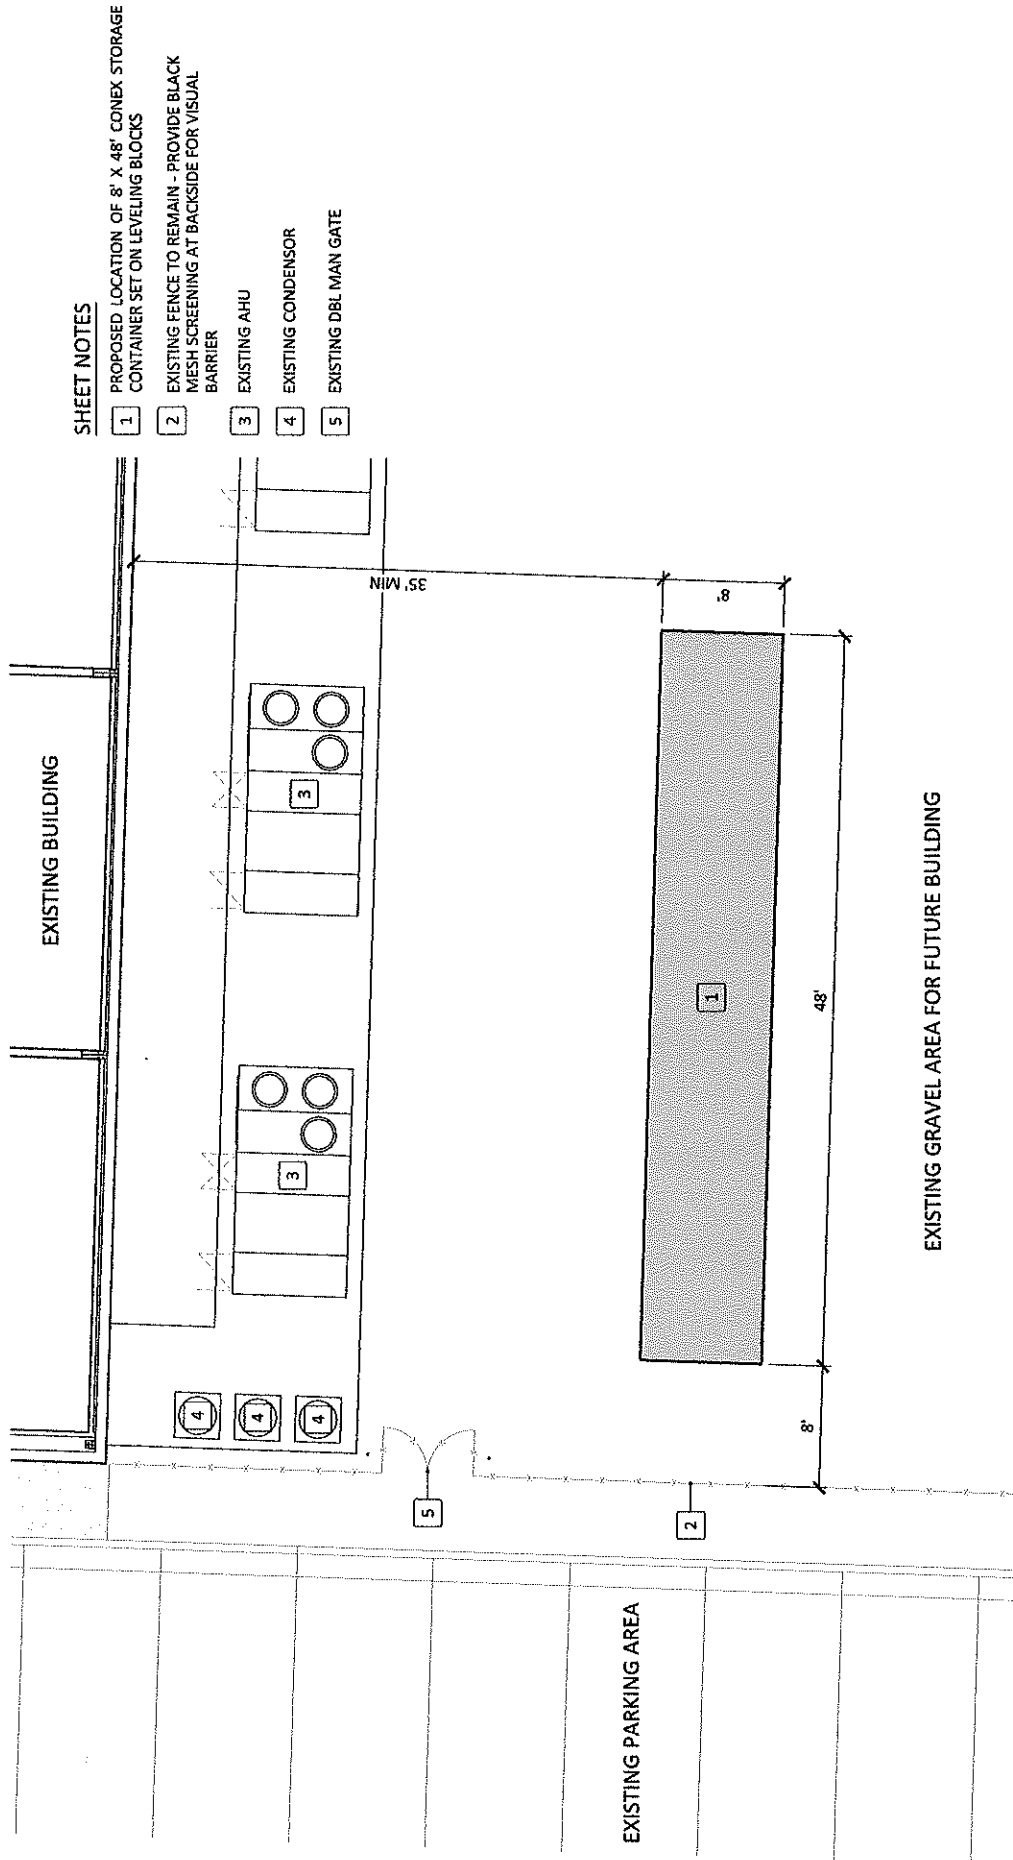 SHEET NOTES
1 PROPOSED LOCATION OF 8' X 48' CONEX STORAGE
CONTAINER SET ON LEVELING BLOCKS
2 EXISTING FENCE TO REMAIN - PROVIDE BLACK
MESH SCREENING AT BACKSIDE FOR VISUAL
BARRIER
3 EXISTING AHU
4 EXISTING CONDENSOR
5 EXISTING DBL MAN GATE
EXISTING BUILDING
35' MIN
8'
3
3
4
4
4
1
48'
8'
5
2
EXISTING GRAVEL AREA FOR FUTURE BUILDING
EXISTING PARKING AREA